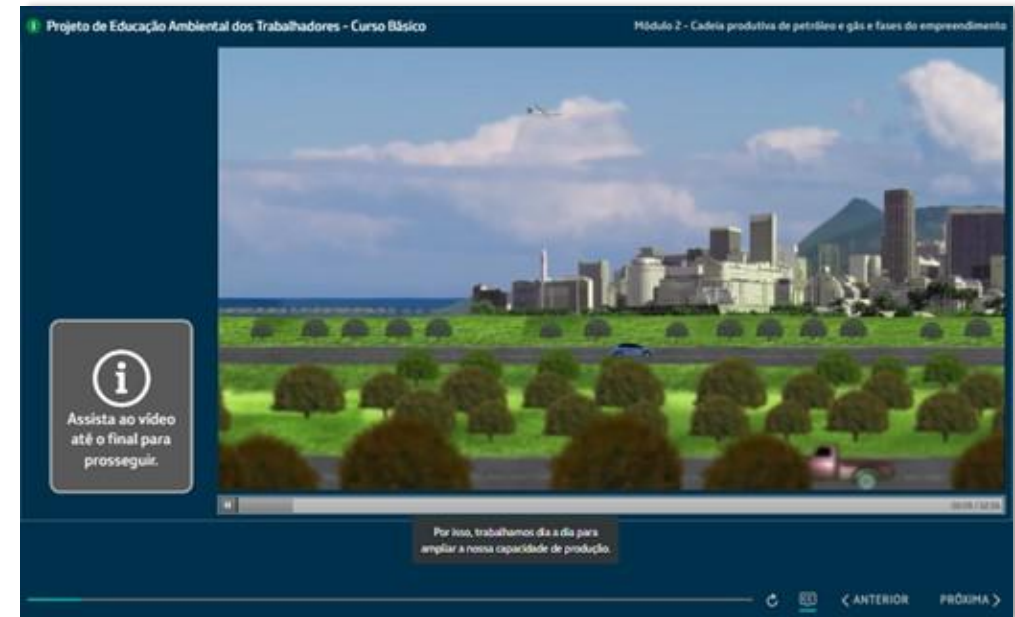 Projeto de Educação Ambiental dos Trabalhadores - Curso Básico
Módulo 2 - Cadeia produtiva de petróleo e gás e fases do empreendimento
Assista ao vídeo
até o final para
prosseguir.
Por isso, trabalhamos dia a dia para
ampliar a nossa capacidade de produção.
ANTERIOR
PRÓXIMA